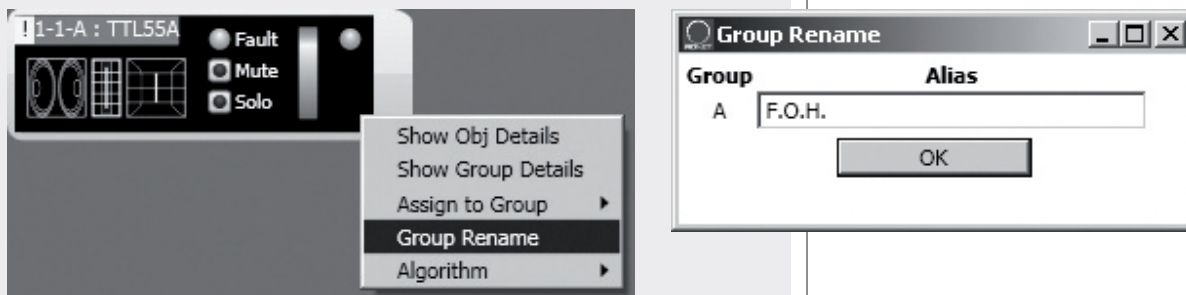 ! 1-1-A : TTL55A
Fault
Mute
Solo
Show Obj Details
Show Group Details
Assign to Group
Group Rename
Algorithm
Group Rename
Group Alias
A F.O.H.
OK